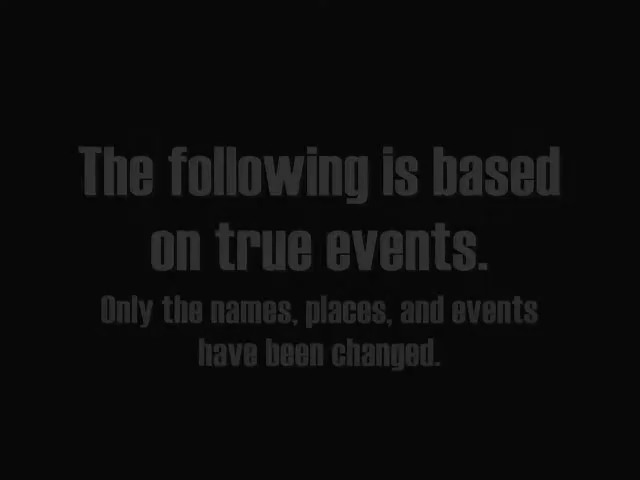 The following is based
on true events.
Only the names, places, and events
have been changed.